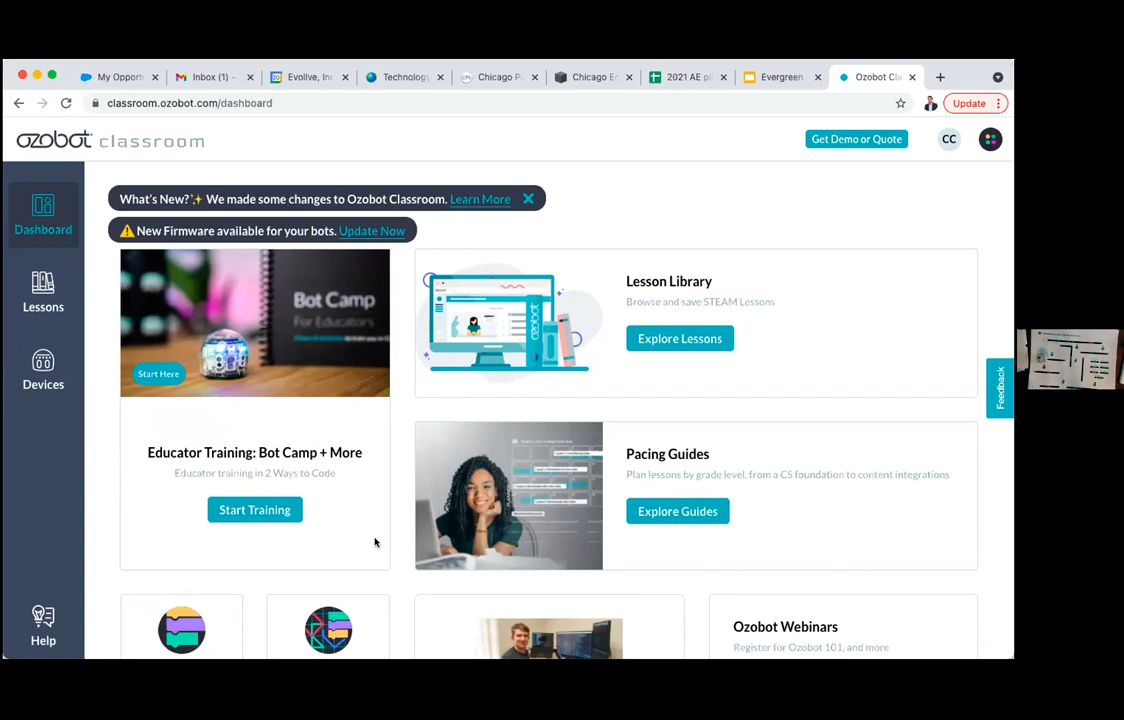 My Opport
Inbox (1) -
Evollve, Inc
Technology
Chicago P
Chicago E
2021 AE p
Evergreen
Ozobot Cla
classroom.ozobot.com/dashboard
Update
ozobot classroom
Get Demo or Quote
CC
What's New?✨ We made some changes to Ozobot Classroom. Learn More
⚠ New Firmware available for your bots. Update Now
Dashboard
Lessons
Devices
Help
Bot Camp
For Educators
Start Here
Educator Training: Bot Camp + More
Educator training in 2 Ways to Code
Start Training
ozobot
Lesson Library
Browse and save STEAM Lessons
Explore Lessons
Pacing Guides
Plan lessons by grade level, from a CS foundation to content integrations
Explore Guides
Feedback
Ozobot Webinars
Register for Ozobot 101, and more